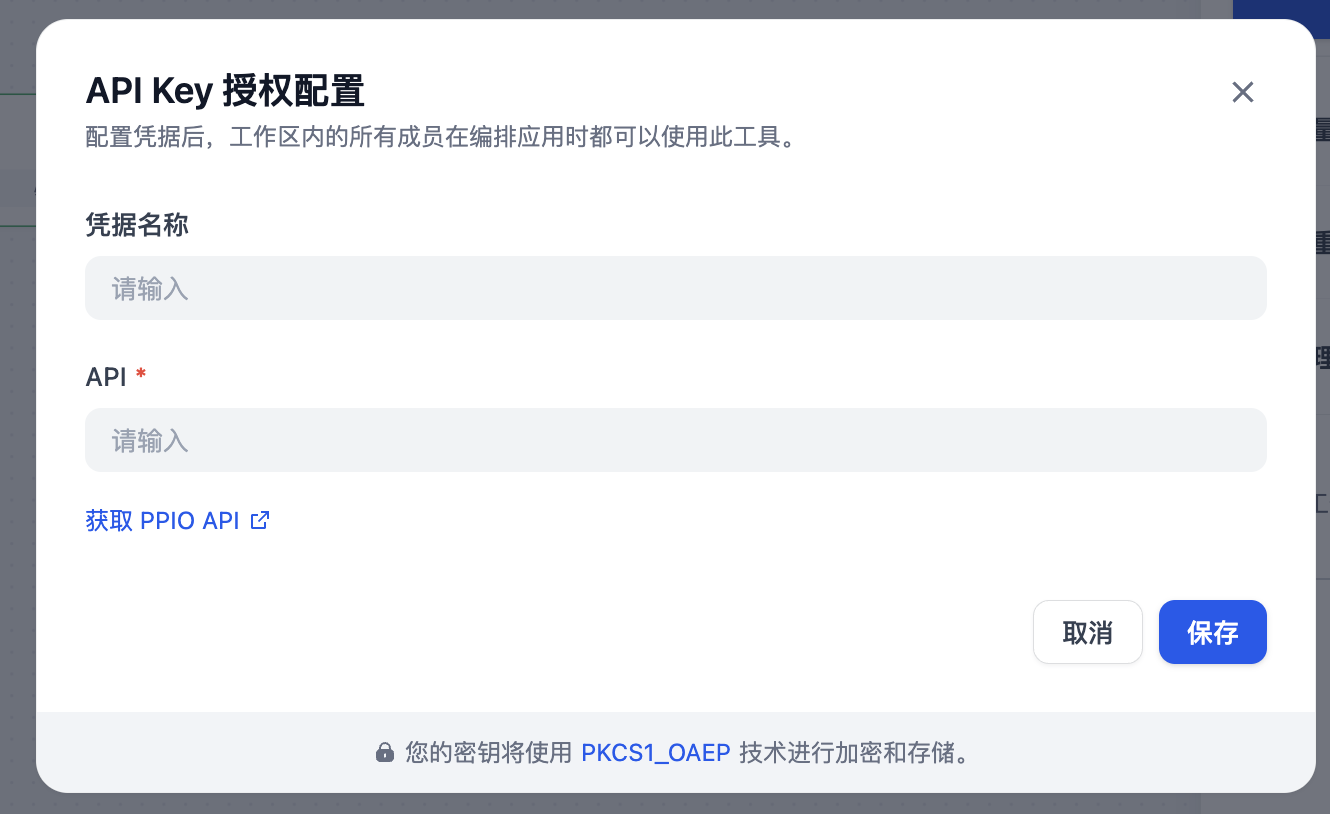 API Key 授权配置
配置凭据后，工作区内的所有成员在编排应用时都可以使用此工具。
凭据名称
请输入
API *
请输入
获取 PPIO API
取消
保存
您的密钥将使用 PKCS1_OAEP 技术进行加密和存储。